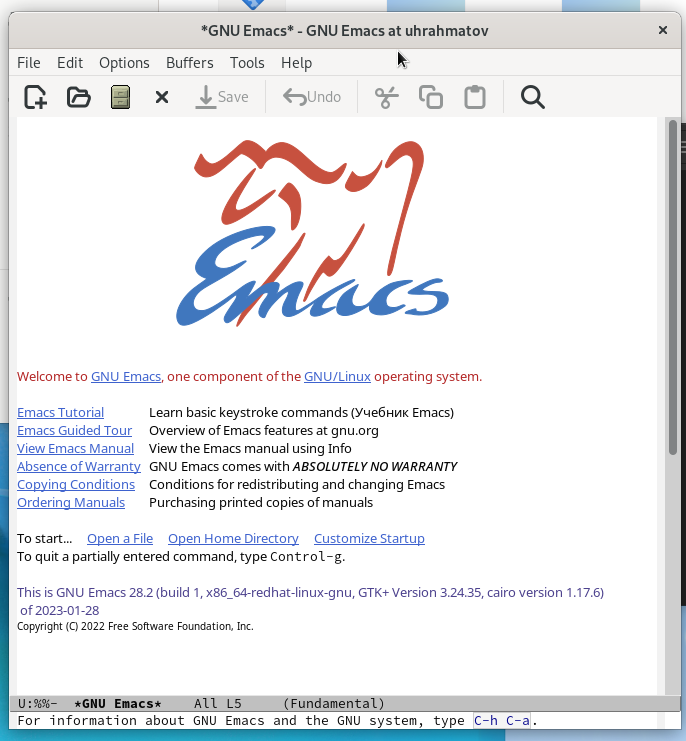 *GNU Emacs* - GNU Emacs at uhrahmatov
File Edit Options Buffers Tools Help
Save Undo
Emacs
Welcome to GNU Emacs, one component of the GNU/Linux operating system.
Emacs Tutorial Learn basic keystroke commands (Учебник Emacs)
Emacs Guided Tour Overview of Emacs features at gnu.org
View Emacs Manual View the Emacs manual using Info
Absence of Warranty GNU Emacs comes with ABSOLUTELY NO WARRANTY
Copying Conditions Conditions for redistributing and changing Emacs
Ordering Manuals Purchasing printed copies of manuals
To start... Open a File Open Home Directory Customize Startup
To quit a partially entered command, type Control-g.
This is GNU Emacs 28.2 (build 1, x86_64-redhat-linux-gnu, GTK+ Version 3.24.35, cairo version 1.17.6)
of 2023-01-28
Copyright (C) 2022 Free Software Foundation, Inc.
U:%%- *GNU Emacs* All L5 (Fundamental)
For information about GNU Emacs and the GNU system, type C-h C-a.